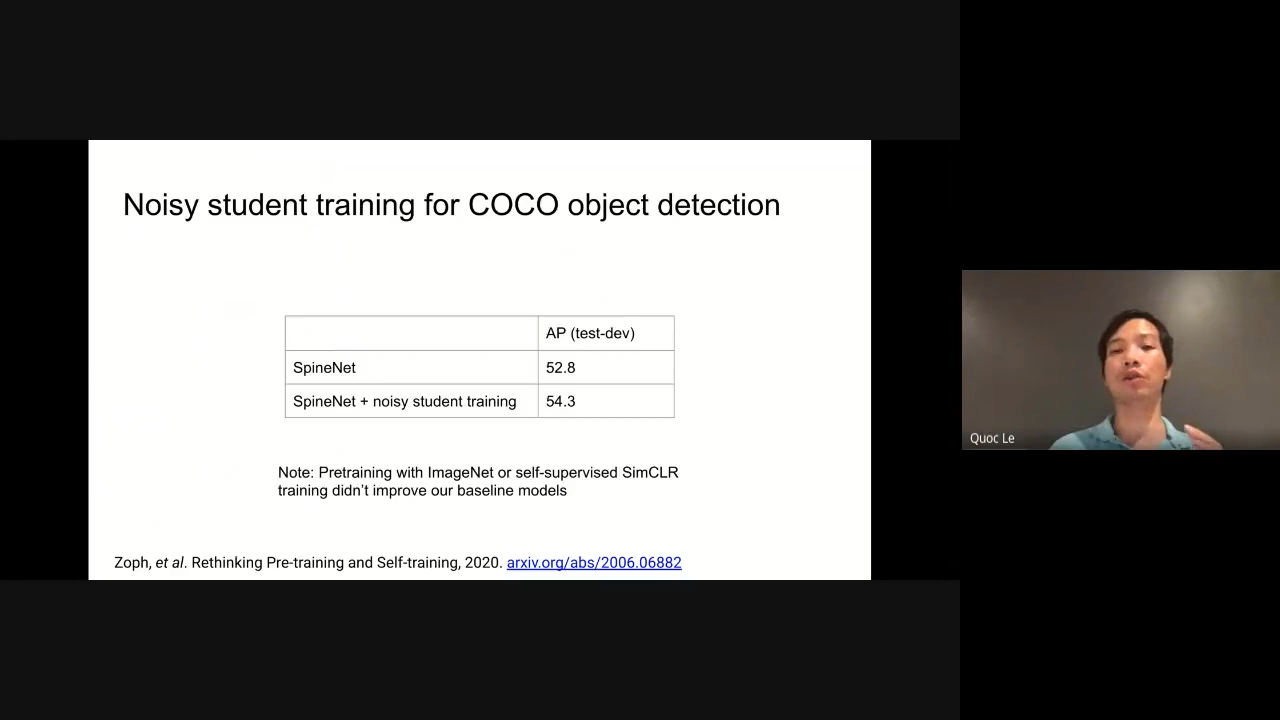 Noisy student training for COCO object detection
AP (test-dev)
SpineNet 52.8
SpineNet + noisy student training 54.3
Note: Pretraining with ImageNet or self-supervised SimCLR
training didn't improve our baseline models
Zoph, et al. Rethinking Pre-training and Self-training, 2020. arxiv.org/abs/2006.06882
Quoc Le